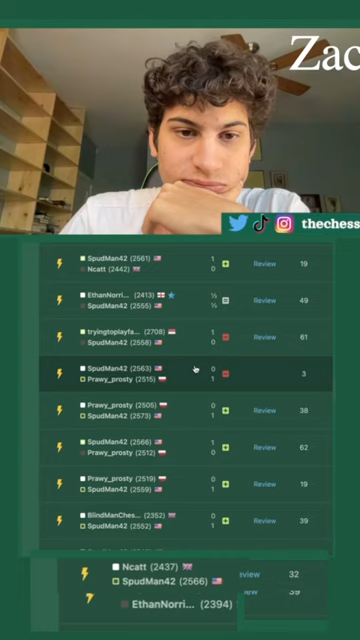 Zac
thechess
SpudMan42 (2561) 1
Ncatt (2442) 0
Review 19
EthanNorri... (2413) ½
SpudMan42 (2555) ½
Review 49
tryingtoplayfa... (2708) 1
SpudMan42 (2558) 0
Review 61
SpudMan42 (2563) 0
Prawy_prosty (2515) 1
3
Prawy_prosty (2505) 0
SpudMan42 (2573) 1
Review 38
SpudMan42 (2566) 1
Prawy_prosty (2512) 0
Review 62
Prawy_prosty (2519) 0
SpudMan42 (2559) 1
Review 19
BlindManChes... (2352) 0
SpudMan42 (2552) 1
Review 39
Ncatt (2437)
SpudMan42 (2566)
eview 32
EthanNorri... (2394)